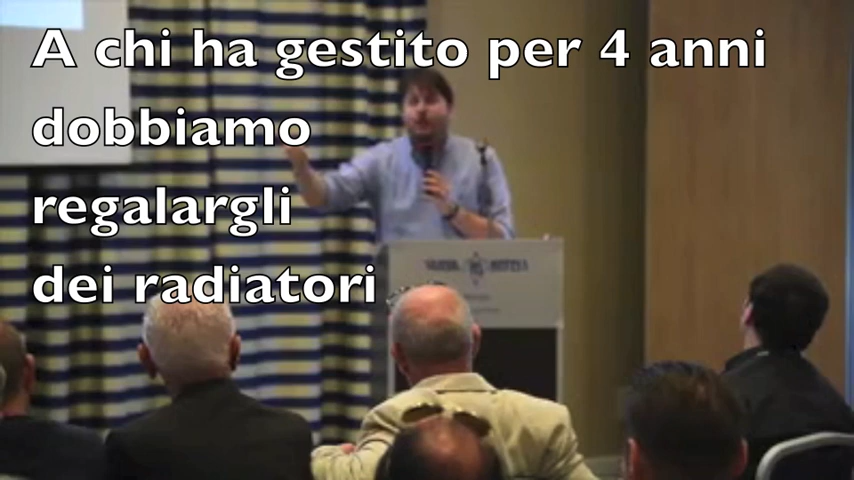 A chi ha gestito per 4 anni
dobbiamo
regalargli
dei radiatori